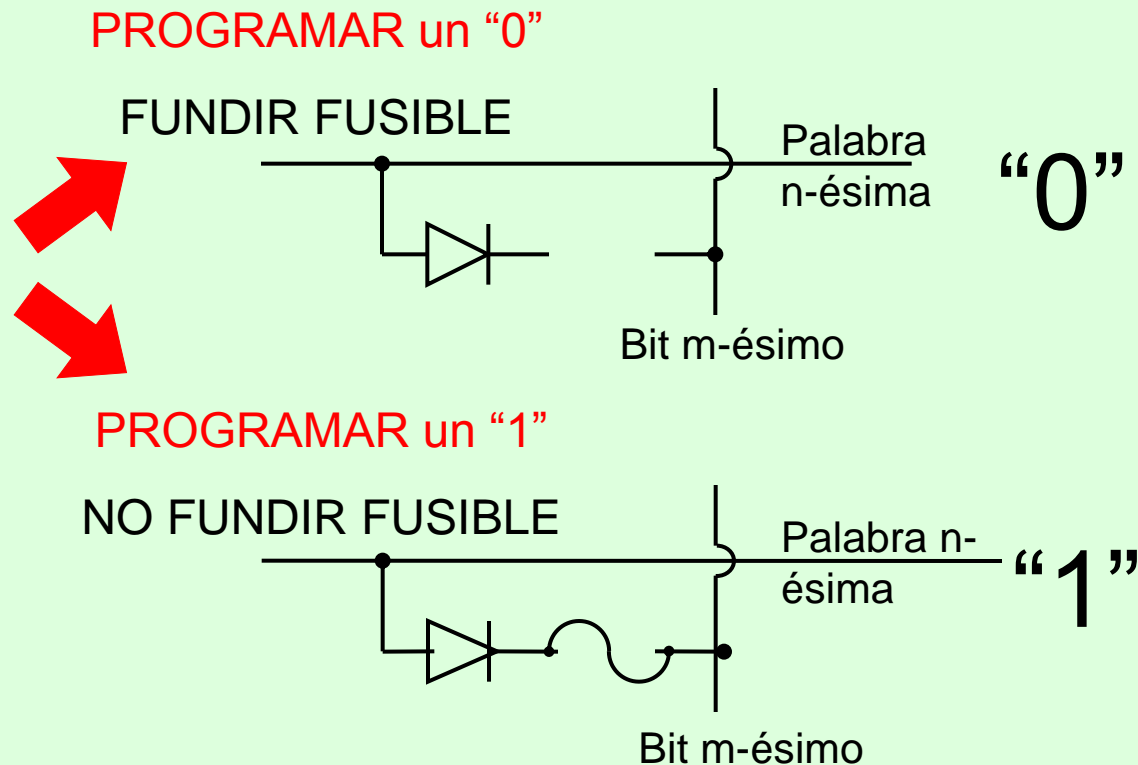 PROGRAMAR un “0”
FUNDIR FUSIBLE
Palabra
n-ésima
“0”
Bit m-ésimo
PROGRAMAR un “1”
NO FUNDIR FUSIBLE
Palabra n-
ésima
“1”
Bit m-ésimo